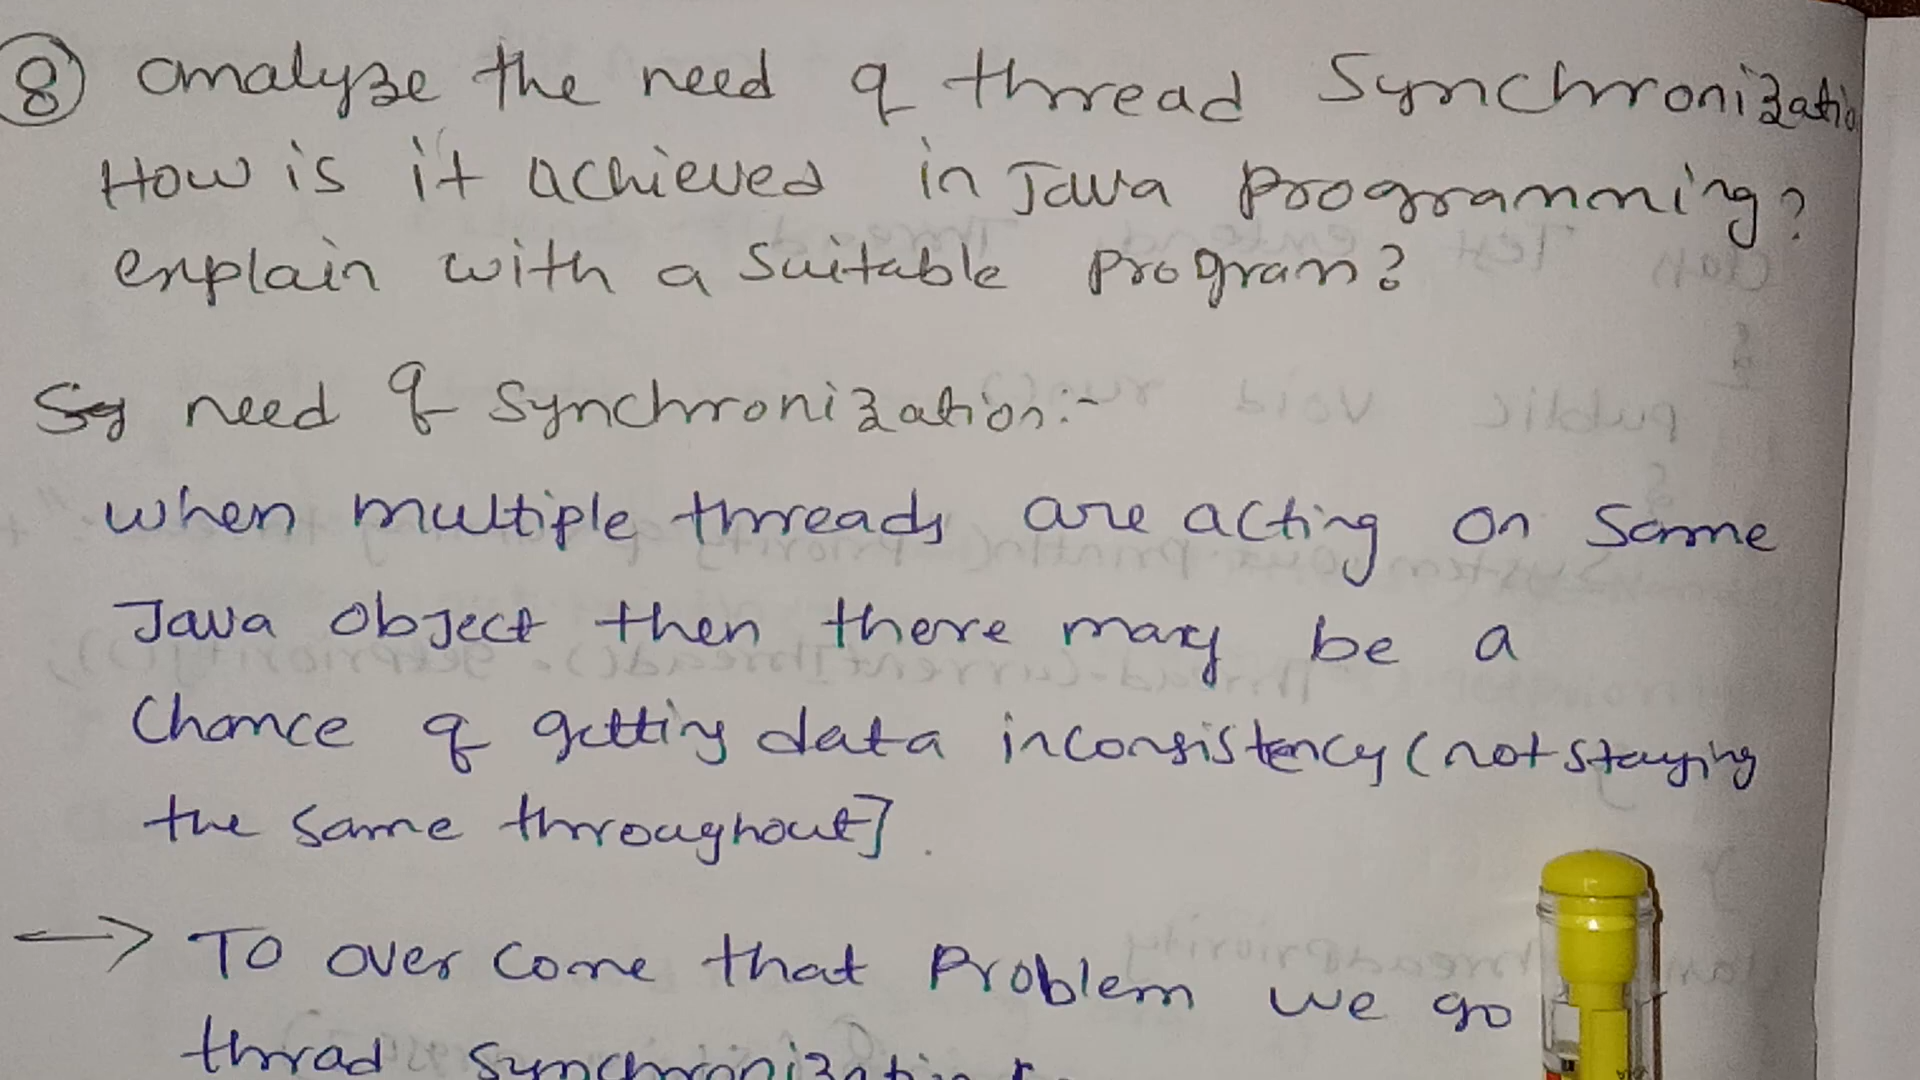 8 analyze the need of thread Synchronizatio
How is it achieved in Java Programming?
explain with a Suitable Program?
need of Synchronization:-
when multiple threads are acting on Same
Java object then there may be a
Chance of getting data inconsistency (not staying
the same throughout]
→ To over come that Problem we go
thrad synchronization